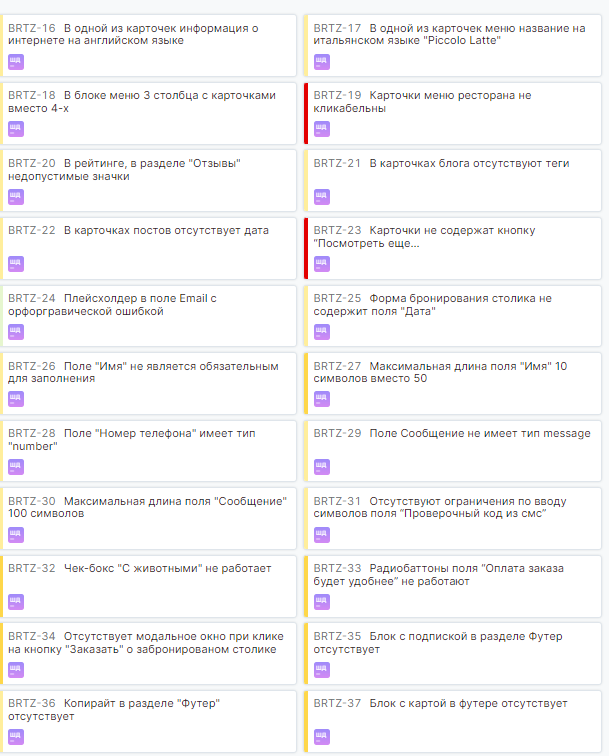 BRTZ-16 В одной из карточек информация о
интернете на английском языке
ШД
BRTZ-17 В одной из карточек меню название на
итальянском языке "Piccolo Latte"
ШД
BRTZ-18 В блоке меню 3 столбца с карточками
вместо 4-х
ШД
BRTZ-19 Карточки меню ресторана не
кликабельны
ШД
BRTZ-20 В рейтинге, в разделе "Отзывы"
недопустимые значки
ШД
BRTZ-21 В карточках блога отсутствуют теги
ШД
BRTZ-22 В карточках постов отсутствует дата
ШД
BRTZ-23 Карточки не содержат кнопку
“Посмотреть еще...
ШД
BRTZ-24 Плейсхолдер в поле Email с
орфоргравической ошибкой
ШД
BRTZ-25 Форма бронирования столика не
содержит поля "Дата"
ШД
BRTZ-26 Поле "Имя" не является обязательным
для заполнения
ШД
BRTZ-27 Максимальная длина поля "Имя" 10
символов вместо 50
ШД
BRTZ-28 Поле "Номер телефона" имеет тип
"number"
ШД
BRTZ-29 Поле Сообщение не имеет тип message
ШД
BRTZ-30 Максимальная длина поля "Сообщение"
100 символов
ШД
BRTZ-31 Отсутствуют ограничения по вводу
символов поля “Проверочный код из смс”
ШД
BRTZ-32 Чек-бокс "С животными" не работает
ШД
BRTZ-33 Радиобаттоны поля “Оплата заказа
будет удобнее” не работают
ШД
BRTZ-34 Отсутствует модальное окно при клике
на кнопку "Заказать" о забронированом столике
ШД
BRTZ-35 Блок с подпиской в разделе Футер
отсутствует
ШД
BRTZ-36 Копирайт в разделе "Футер"
отсутствует
ШД
BRTZ-37 Блок с картой в футере отсутствует
ШД